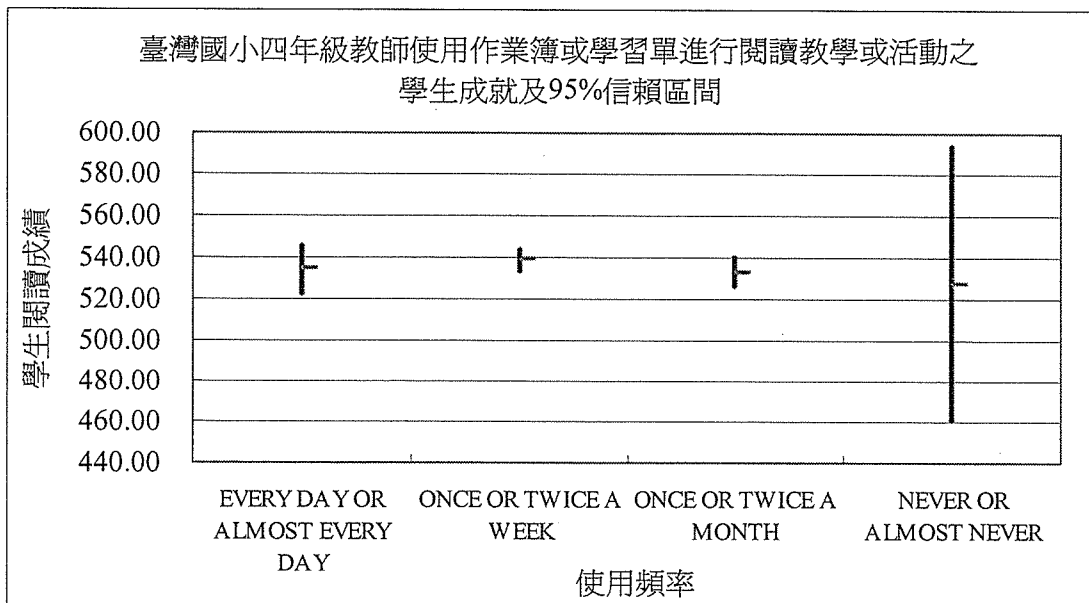 臺灣國小四年級教師使用作業簿或學習單進行閱讀教學或活動之
學生成就及95%信賴區間
學生閱讀成績
600.00
580.00
560.00
540.00
520.00
500.00
480.00
460.00
440.00
EVERY DAY OR
ALMOST EVERY
DAY
ONCE OR TWICE A
WEEK
ONCE OR TWICE A
MONTH
NEVER OR
ALMOST NEVER
使用頻率